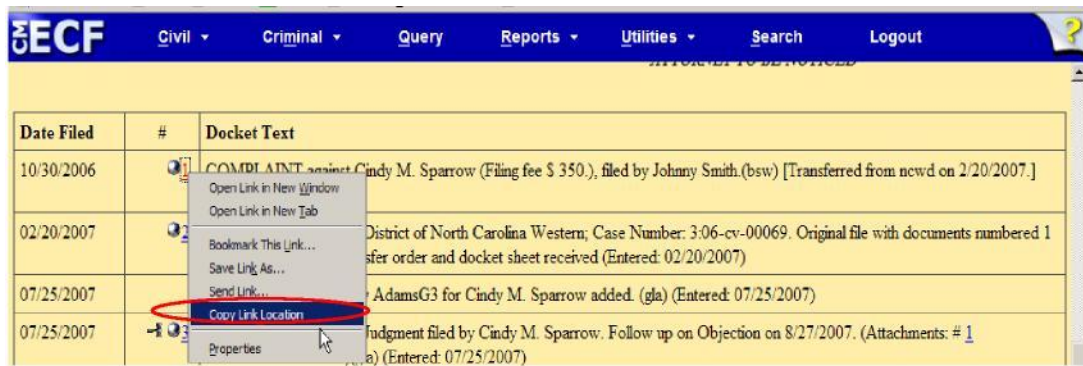 CM ECF Civil Criminal Query Reports Utilities Search Logout ?
ATTORNEY TO BE NOTICED
Date Filed # Docket Text
10/30/2006 1 COMPLAINT against Cindy M. Sparrow (Filing fee $ 350.), filed by Johnny Smith.(bsw) [Transferred from ncwd on 2/20/2007.]
Open Link in New Window
Open Link in New Tab
02/20/2007 2 District of North Carolina Western; Case Number: 3:06-cv-00069. Original file with documents numbered 1
Bookmark This Link...
sfer order and docket sheet received (Entered: 02/20/2007)
Save Link As...
Send Link...
07/25/2007 AdamsG3 for Cindy M. Sparrow added. (gla) (Entered: 07/25/2007)
Copy Link Location
07/25/2007 3 Judgment filed by Cindy M. Sparrow. Follow up on Objection on 8/27/2007. (Attachments: # 1
Properties
a) (Entered: 07/25/2007)